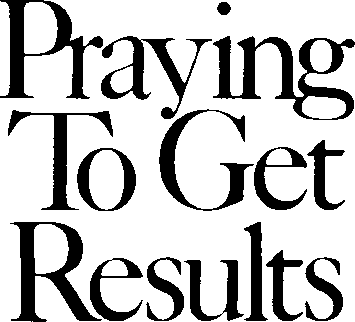 Praying
To Get
Results